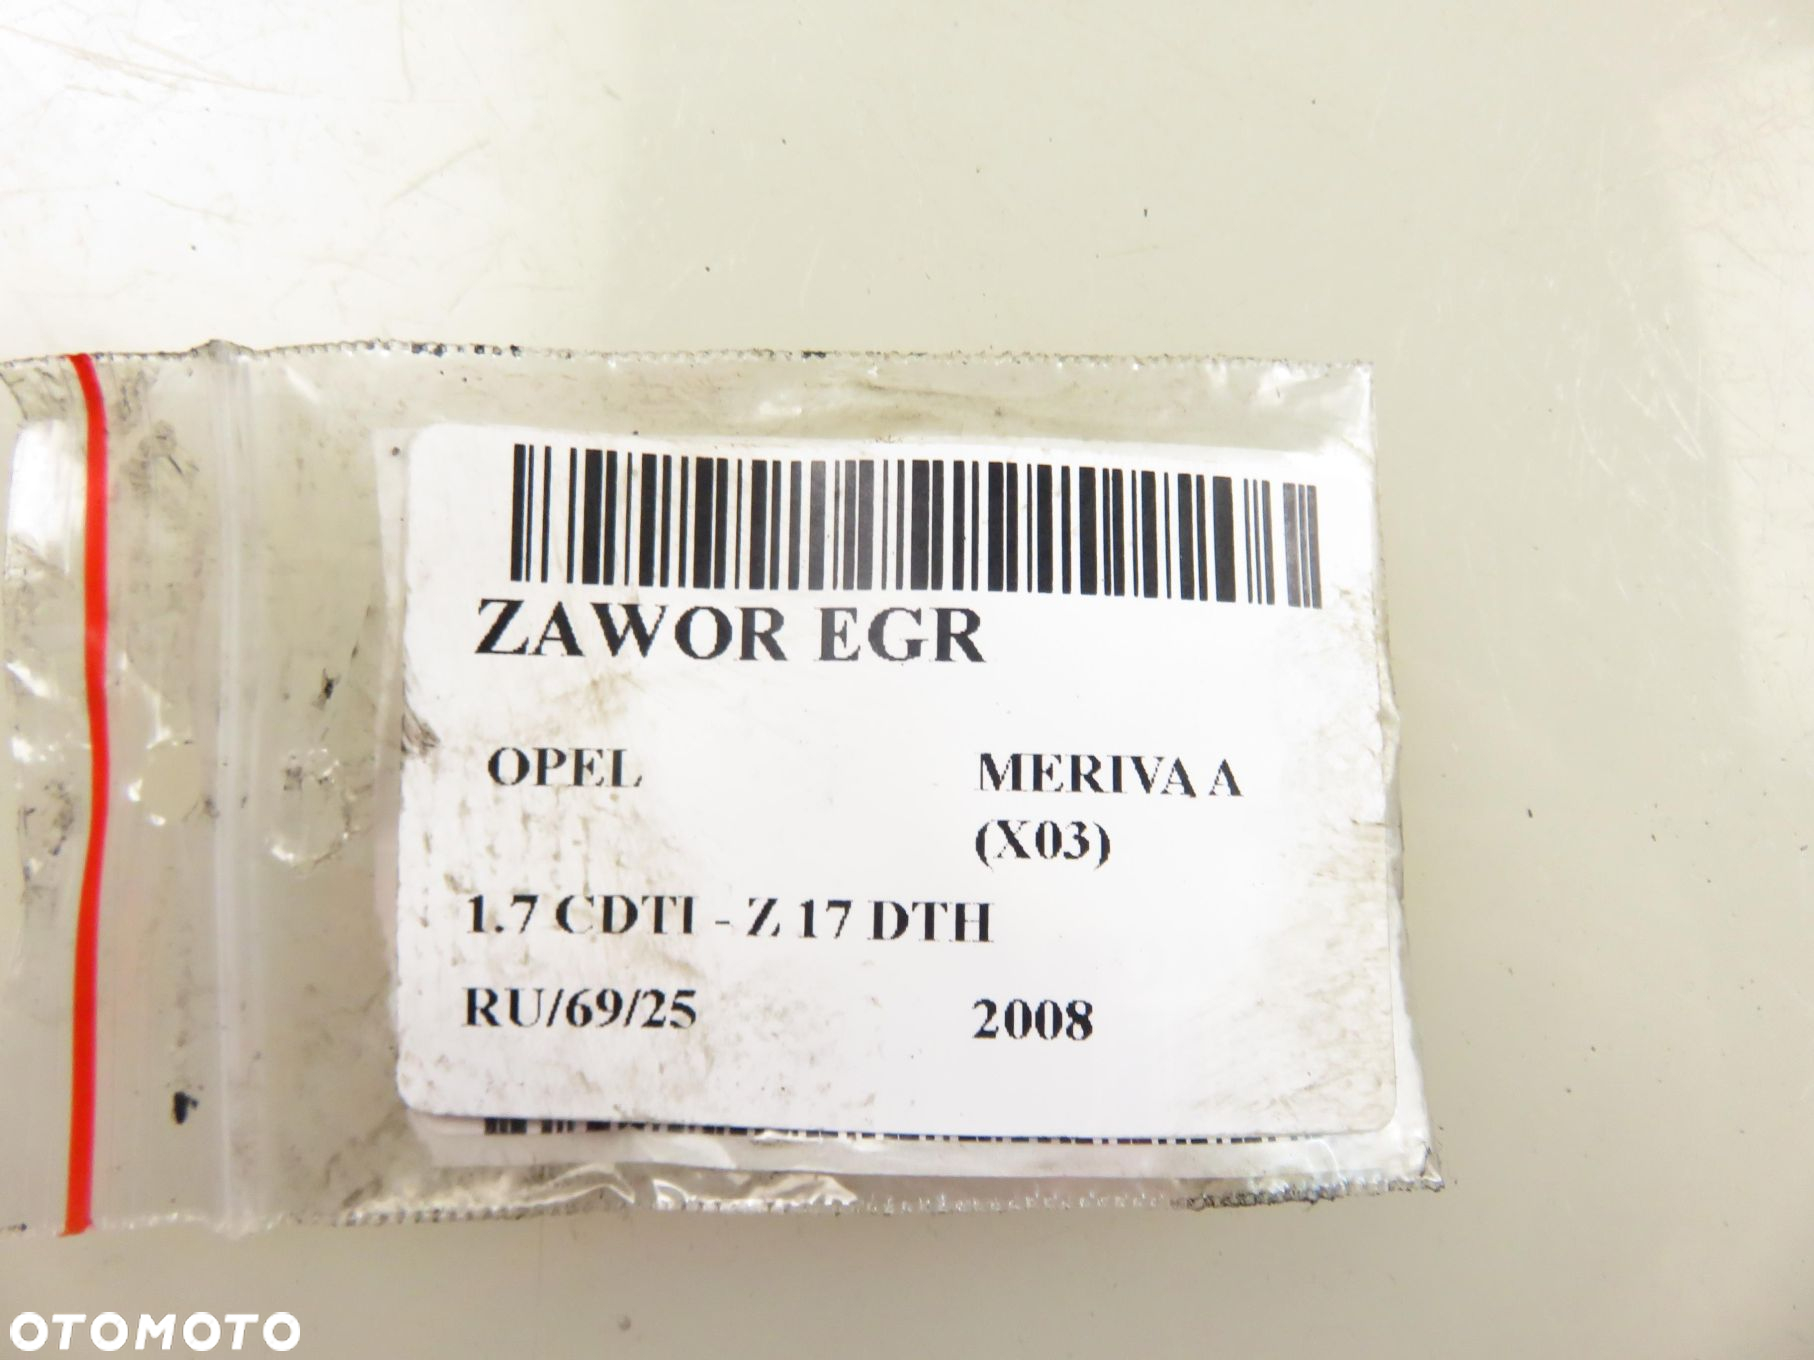 ZAWOR EGR
OPEL MERIVA A
(X03)
1.7 CDTI - Z 17 DTH
RU/69/25 2008
OTOMOTO